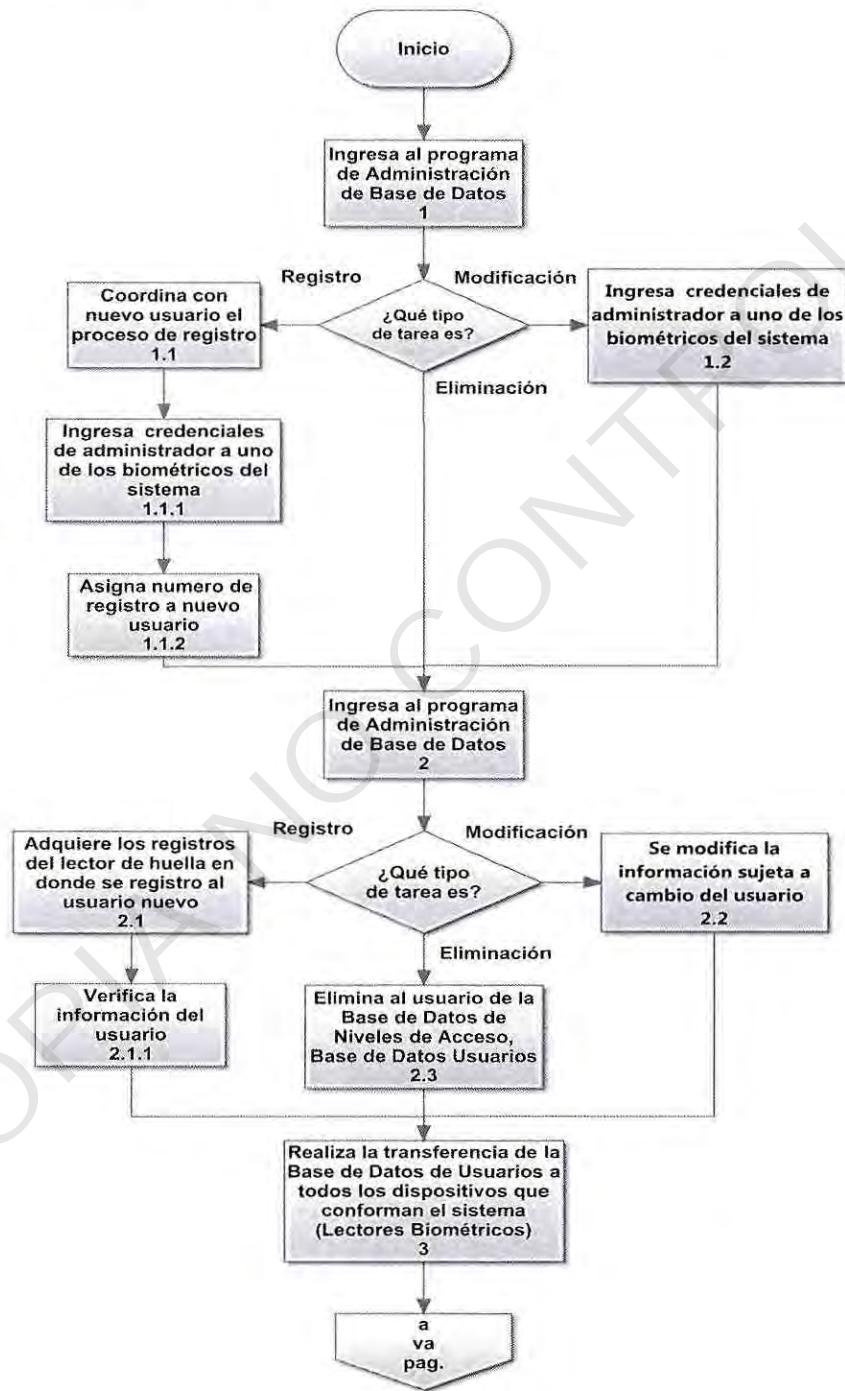 Inicio
Ingresa al programa
de Administración
de Base de Datos
1
Registro
Modificación
Coordina con
nuevo usuario el
proceso de registro
1.1
¿Qué tipo
de tarea es?
Ingresa credenciales de
administrador a uno de los
biométricos del sistema
1.2
Eliminación
Ingresa credenciales
de administrador a uno
de los biométricos del
sistema
1.1.1
Asigna numero de
registro a nuevo
usuario
1.1.2
Ingresa al programa
de Administración
de Base de Datos
2
Registro
Modificación
Adquiere los registros
del lector de huella en
donde se registro al
usuario nuevo
2.1
¿Qué tipo
de tarea es?
Se modifica la
información sujeta a
cambio del usuario
2.2
Eliminación
Verifica la
información del
usuario
2.1.1
Elimina al usuario de la
Base de Datos de
Niveles de Acceso,
Base de Datos Usuarios
2.3
Realiza la transferencia de la
Base de Datos de Usuarios a
todos los dispositivos que
conforman el sistema
(Lectores Biométricos)
3
a
va
pag.
OPIA NO CONTROL